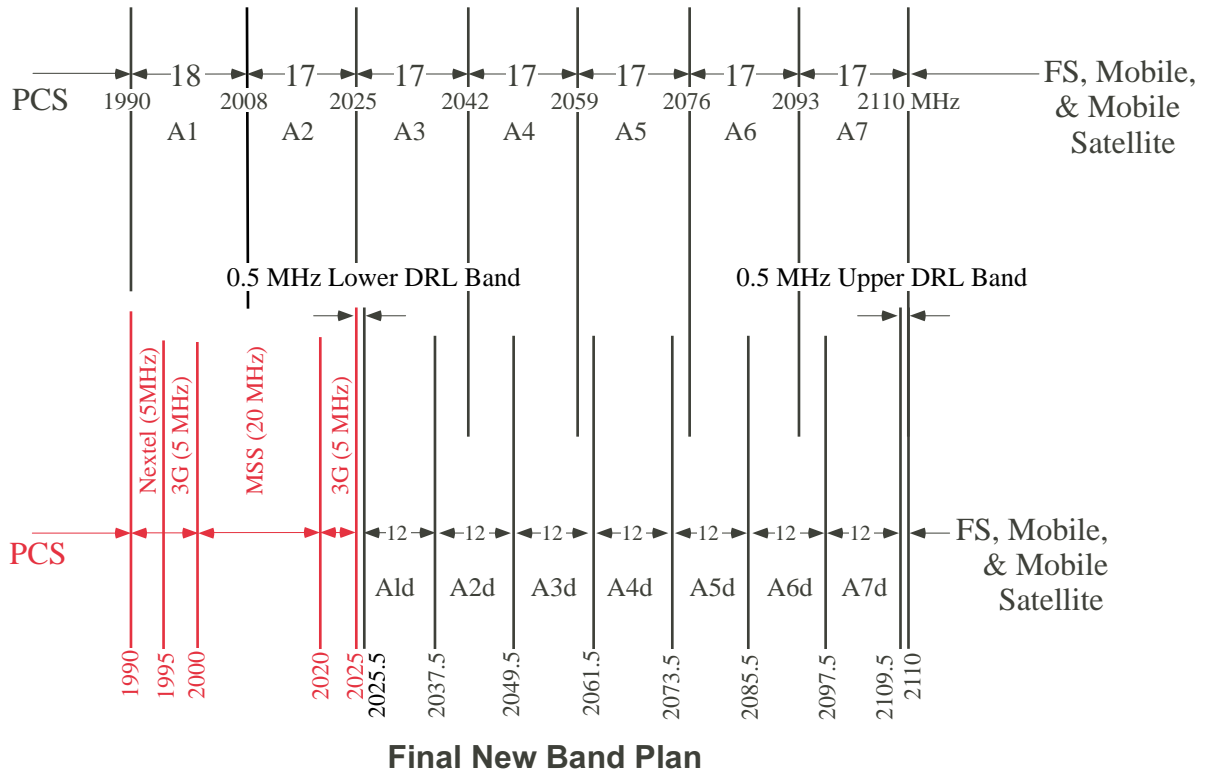 18 17 17 17 17 17 17
PCS 1990 2008 2025 2042 2059 2076 2093 2110 MHz
A1 A2 A3 A4 A5 A6 A7
FS, Mobile,
& Mobile
Satellite
0.5 MHz Lower DRL Band 0.5 MHz Upper DRL Band
Nextel (5MHz)
3G (5 MHz)
MSS (20 MHz)
3G (5 MHz)
12 12 12 12 12 12 12
PCS
A1d A2d A3d A4d A5d A6d A7d
FS, Mobile,
& Mobile
Satellite
1990
1995
2000
2020
2025
2025.5
2037.5
2049.5
2061.5
2073.5
2085.5
2097.5
2109.5
2110
Final New Band Plan